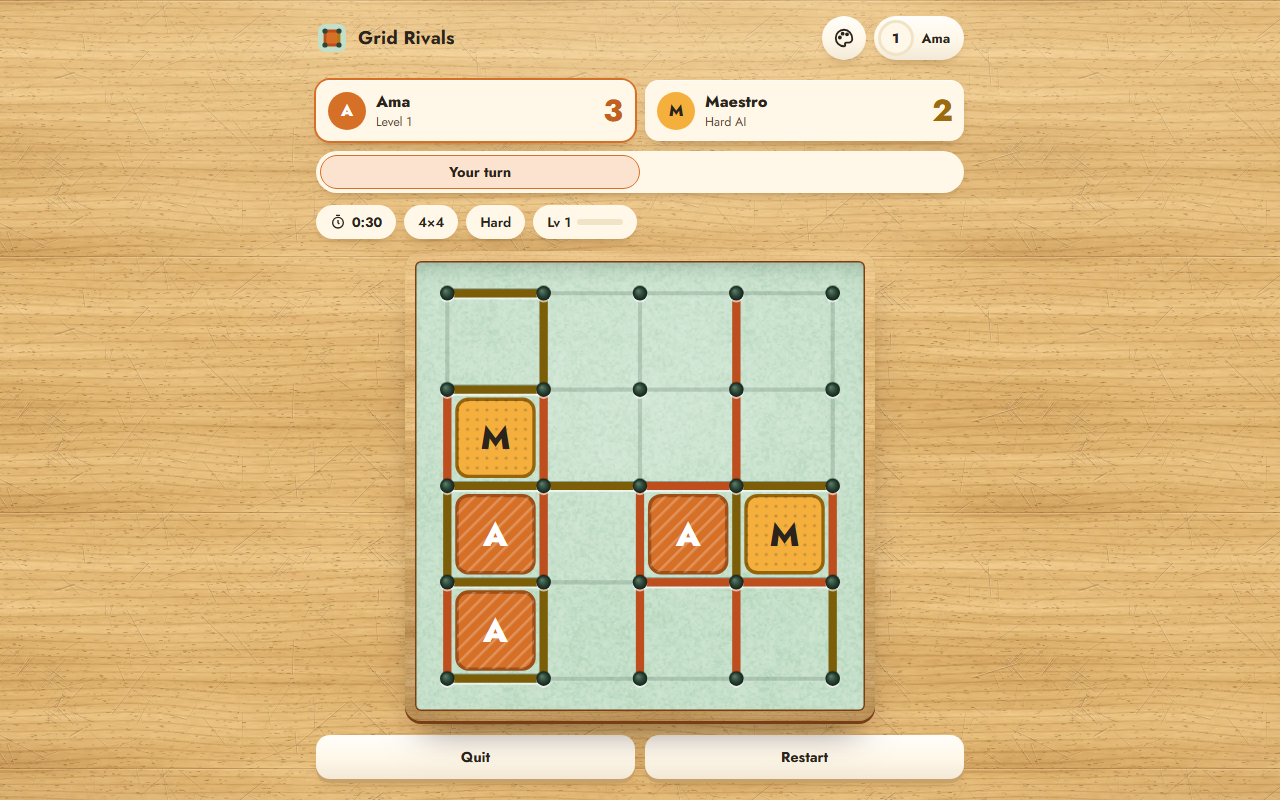 Grid Rivals
1 Ama
A Ama 3
Level 1
M Maestro 2
Hard AI
Your turn
0:30 4×4 Hard Lv 1
M
A A M
A
Quit Restart